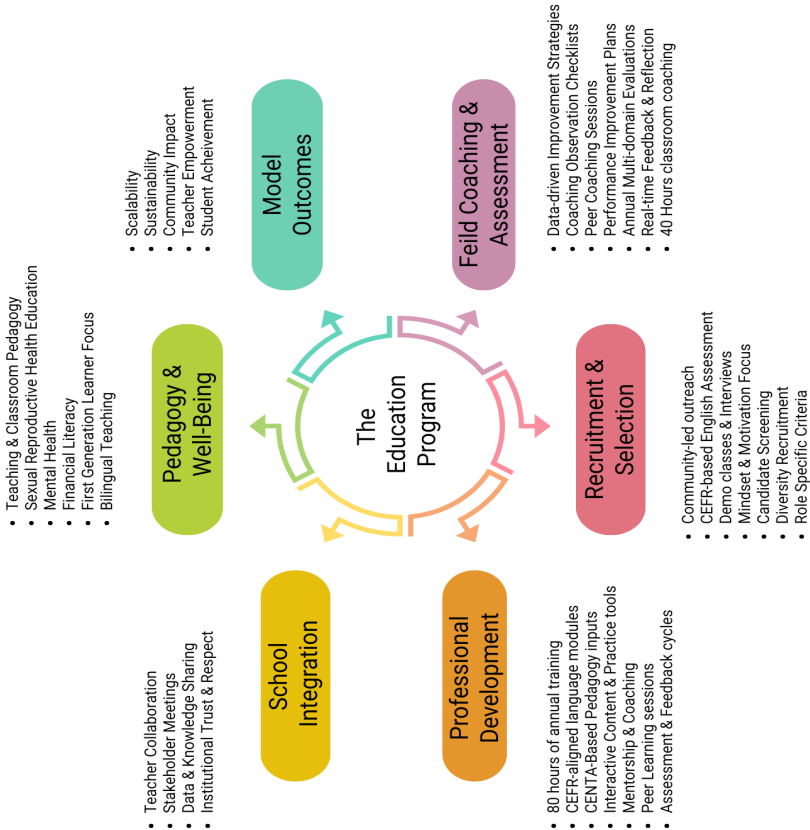 The
Education
Program
School
Integration
Teacher Collaboration
Stakeholder Meetings
Data & Knowledge Sharing
Institutional Trust & Respect
Pedagogy &
Well-Being
Teaching & Classroom Pedagogy
Sexual Reproductive Health Education
Mental Health
Financial Literacy
First Generation Learner Focus
Bilingual Teaching
Model
Outcomes
Scalability
Sustainability
Community Impact
Teacher Empowerment
Student Acheivement
Professional
Development
80 hours of annual training
CEFR-aligned language modules
CENTA-Based Pedagogy inputs
Interactive Content & Practice tools
Mentorship & Coaching
Peer Learning sessions
Assessment & Feedback cycles
Recruitment &
Selection
Community-led outreach
CEFR-based English Assessment
Demo classes & Interviews
Mindset & Motivation Focus
Candidate Screening
Diversity Recruitment
Role Specific Criteria
Feild Coaching &
Assessment
Data-driven Improvement Strategies
Coaching Observation Checklists
Peer Coaching Sessions
Performance Improvement Plans
Annual Multi-domain Evaluations
Real-time Feedback & Reflection
40 Hours classroom coaching